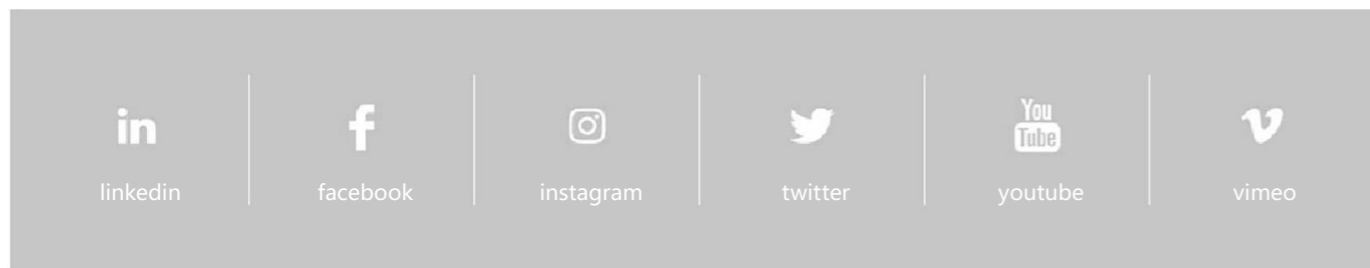 in
f
You
Tube
linkedin
facebook
instagram
twitter
youtube
vimeo